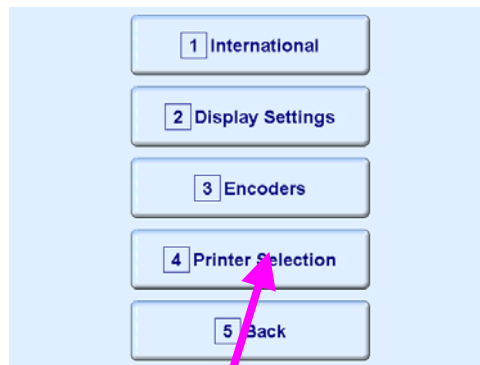 1 International
2 Display Settings
3 Encoders
4 Printer Selection
5 Back